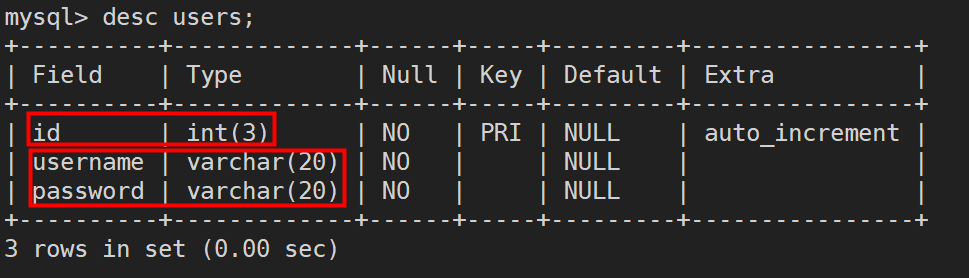 mysql> desc users;
+----------+-------------+------+-----+---------+----------------+
| Field    | Type        | Null | Key | Default | Extra          |
+----------+-------------+------+-----+---------+----------------+
| id       | int(3)      | NO   | PRI | NULL    | auto_increment |
| username | varchar(20) | NO   |     | NULL    |                |
| password | varchar(20) | NO   |     | NULL    |                |
+----------+-------------+------+-----+---------+----------------+
3 rows in set (0.00 sec)